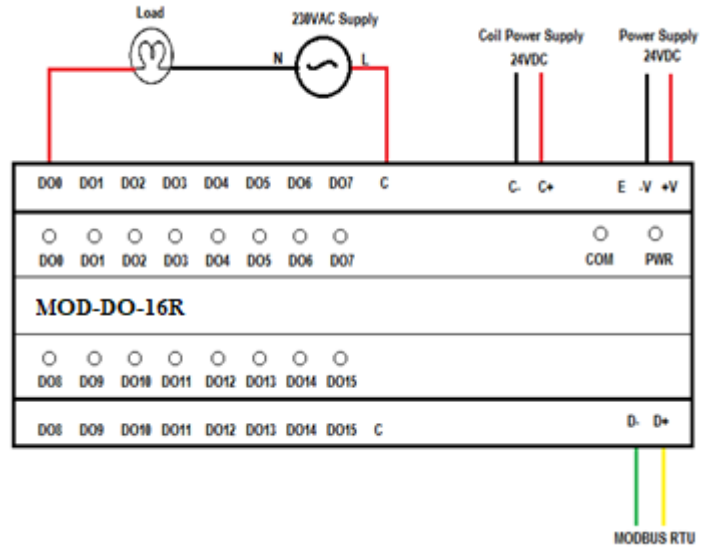 Load
230VAC Supply
N L
Coil Power Supply
24VDC
Power Supply
24VDC
DO0 DO1 DO2 DO3 DO4 DO5 DO6 DO7 C C- C+ E -V +V
DO0 DO1 DO2 DO3 DO4 DO5 DO6 DO7 COM PWR
MOD-DO-16R
DO8 DO9 DO10 DO11 DO12 DO13 DO14 DO15
DO8 DO9 DO10 DO11 DO12 DO13 DO14 DO15 C D- D+
MODBUS RTU